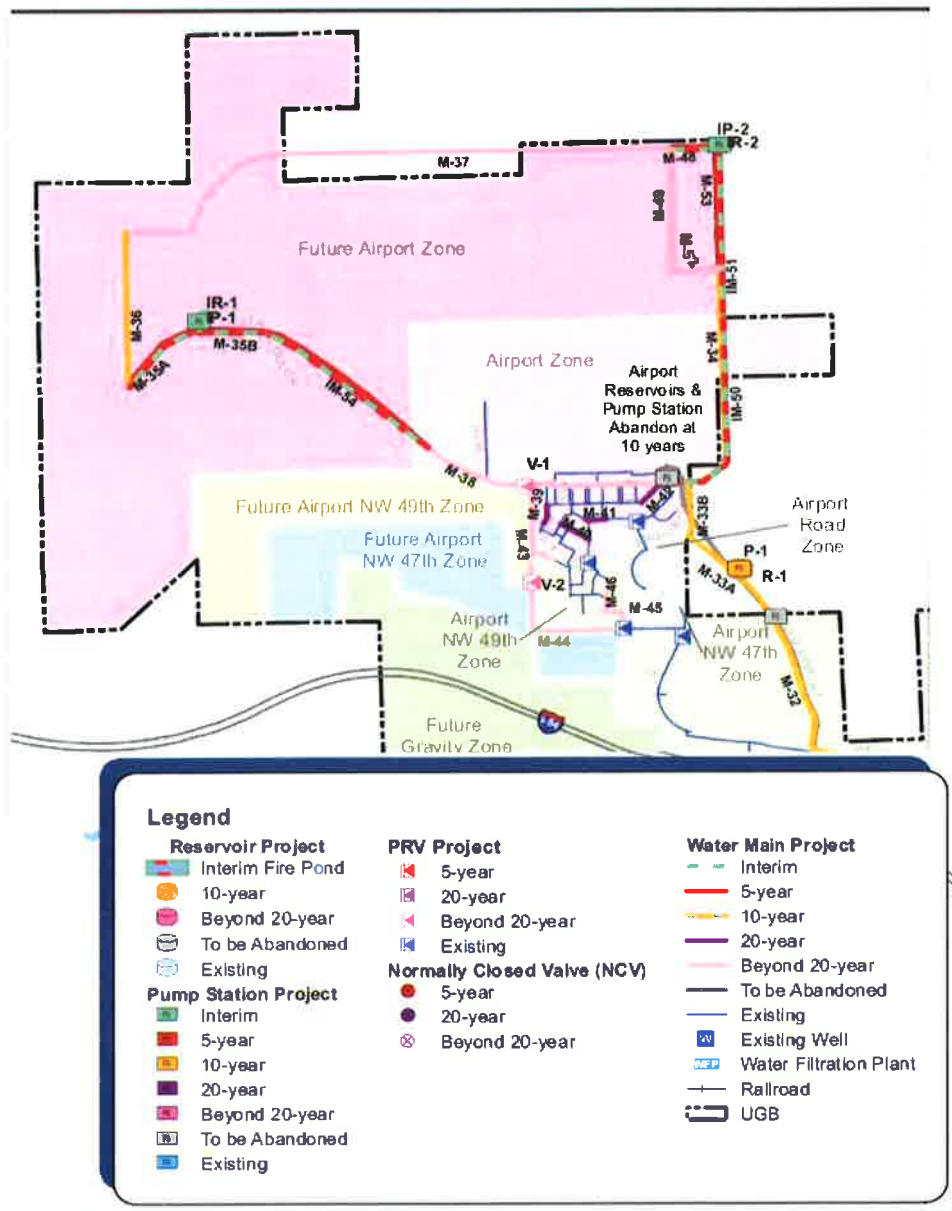 IP-2
IR-2
M-37
M-48
M-53
M-49
Future Airport Zone
IM-51
IR-1
IP-1
M-36
M-35B
M-34
Airport Zone
M-35A
Airport
Reservoirs &
Pump Station
Abandon at
10 years
IM-54
IM-50
M-38
V-1
M-39
M-42
M-41
M-33B
Future Airport NW 49th Zone
Airport
Road
Zone
Future Airport
NW 47th Zone
M-43
M-40
P-1
R-1
M-33A
V-2
M-46
M-45
Airport
NW 49th
Zone
M-44
Airport
NW 47th
Zone
M-32
Future
Gravity Zone
Legend
Reservoir Project
Interim Fire Pond
10-year
Beyond 20-year
To be Abandoned
Existing
Pump Station Project
Interim
5-year
10-year
20-year
Beyond 20-year
To be Abandoned
Existing
PRV Project
5-year
20-year
Beyond 20-year
Existing
Normally Closed Valve (NCV)
5-year
20-year
Beyond 20-year
Water Main Project
Interim
5-year
10-year
20-year
Beyond 20-year
To be Abandoned
Existing
Existing Well
WFP Water Filtration Plant
Railroad
UGB